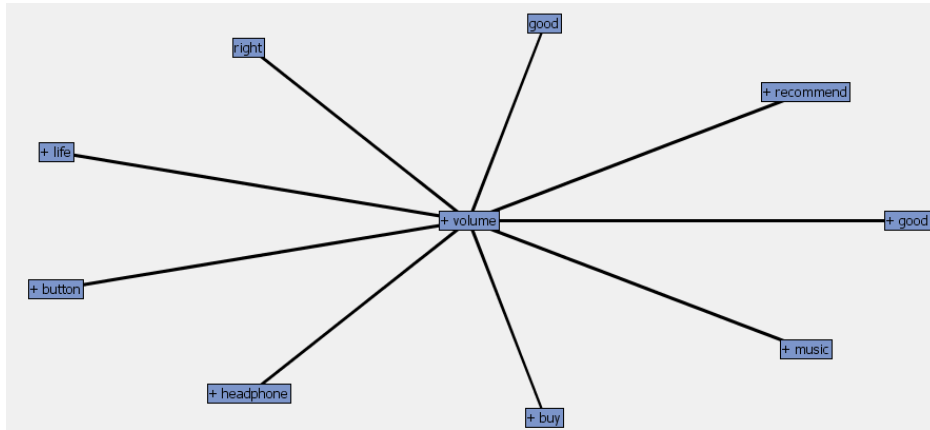 good
right
+ recommend
+ life
+ volume
+ good
+ button
+ music
+ headphone
+ buy